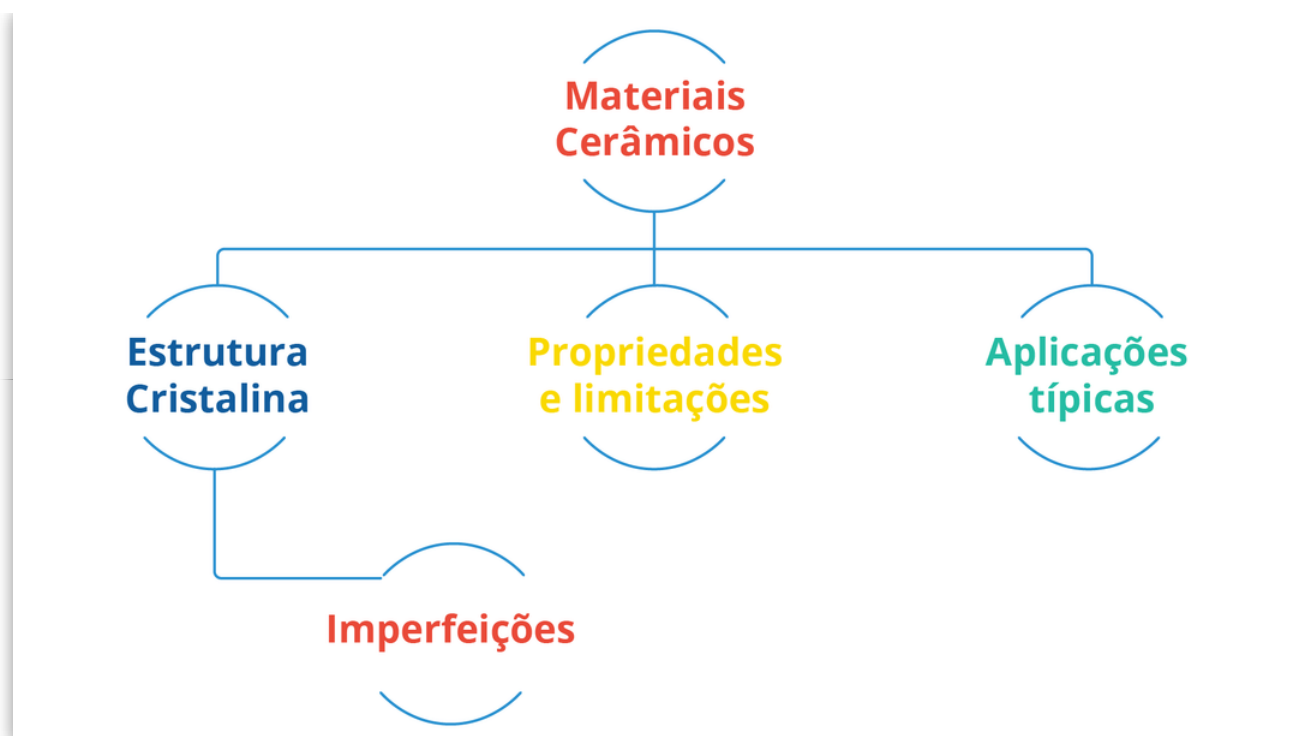 Materiais
Cerâmicos
Estrutura
Cristalina
Propriedades
e limitações
Aplicações
típicas
Imperfeições